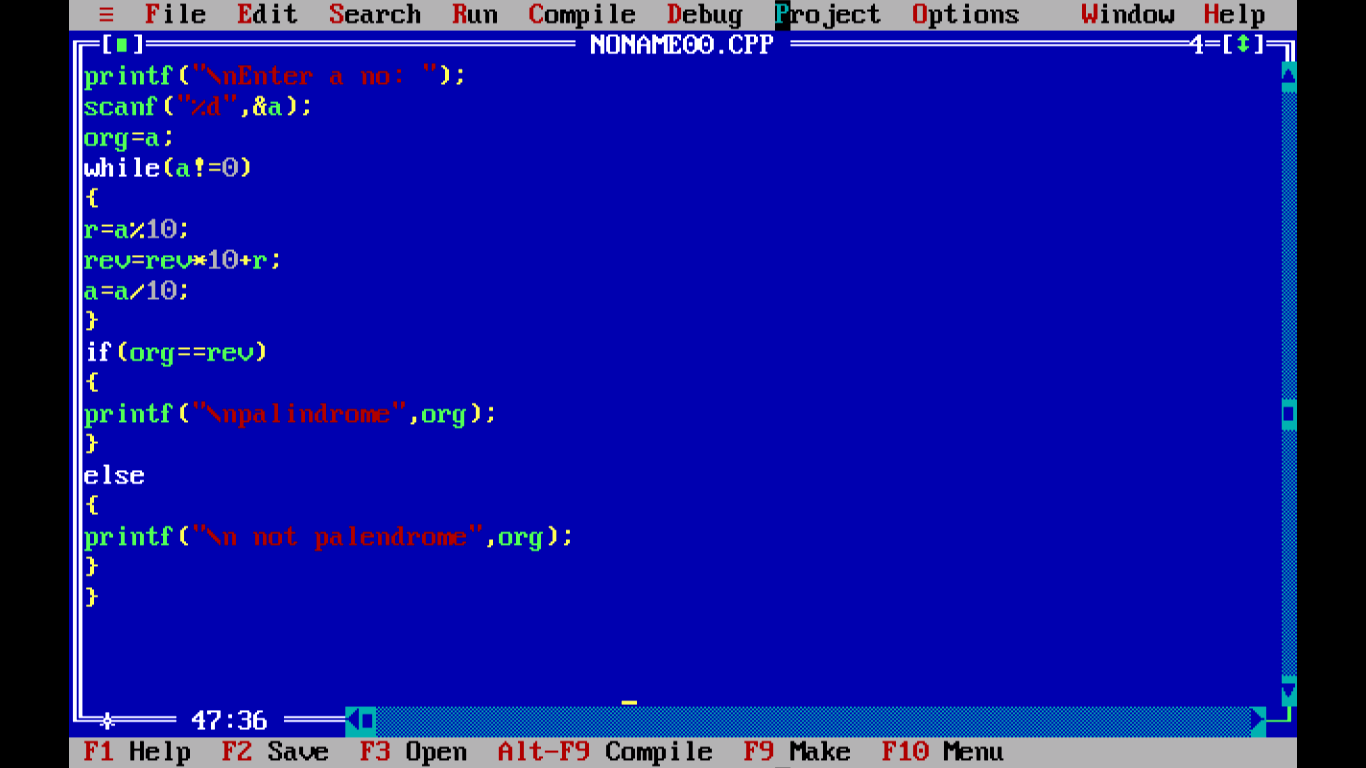 ≡ File Edit Search Run Compile Debug Project Options Window Help
[■] NONAME00.CPP 4=[↕]
printf("\nEnter a no: ");
scanf("%d",&a);
org=a;
while(a!=0)
{
r=a%10;
rev=rev*10+r;
a=a/10;
}
if(org==rev)
{
printf("\npalindrome",org);
}
else
{
printf("\n not palendrome",org);
}
}
47:36
F1 Help F2 Save F3 Open Alt-F9 Compile F9 Make F10 Menu